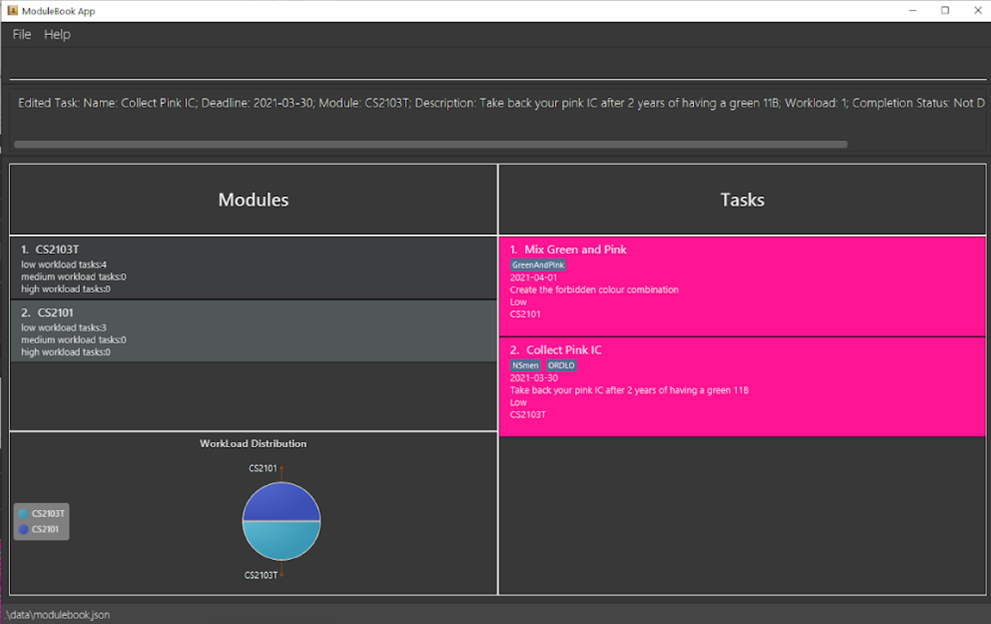 ModuleBook App
File Help
Edited Task: Name: Collect Pink IC; Deadline: 2021-03-30; Module: CS2103T; Description: Take back your pink IC after 2 years of having a green 11B; Workload: 1; Completion Status: Not D
Modules
1. CS2103T
low workload tasks:4
medium workload tasks:0
high workload tasks:0
2. CS2101
low workload tasks:3
medium workload tasks:0
high workload tasks:0
WorkLoad Distribution
CS2101
CS2103T
CS2101
CS2103T
Tasks
1. Mix Green and Pink
GreenAndPink
2021-04-01
Create the forbidden colour combination
Low
CS2101
2. Collect Pink IC
NSmen ORDLO
2021-03-30
Take back your pink IC after 2 years of having a green 11B
Low
CS2103T
.\data\modulebook.json